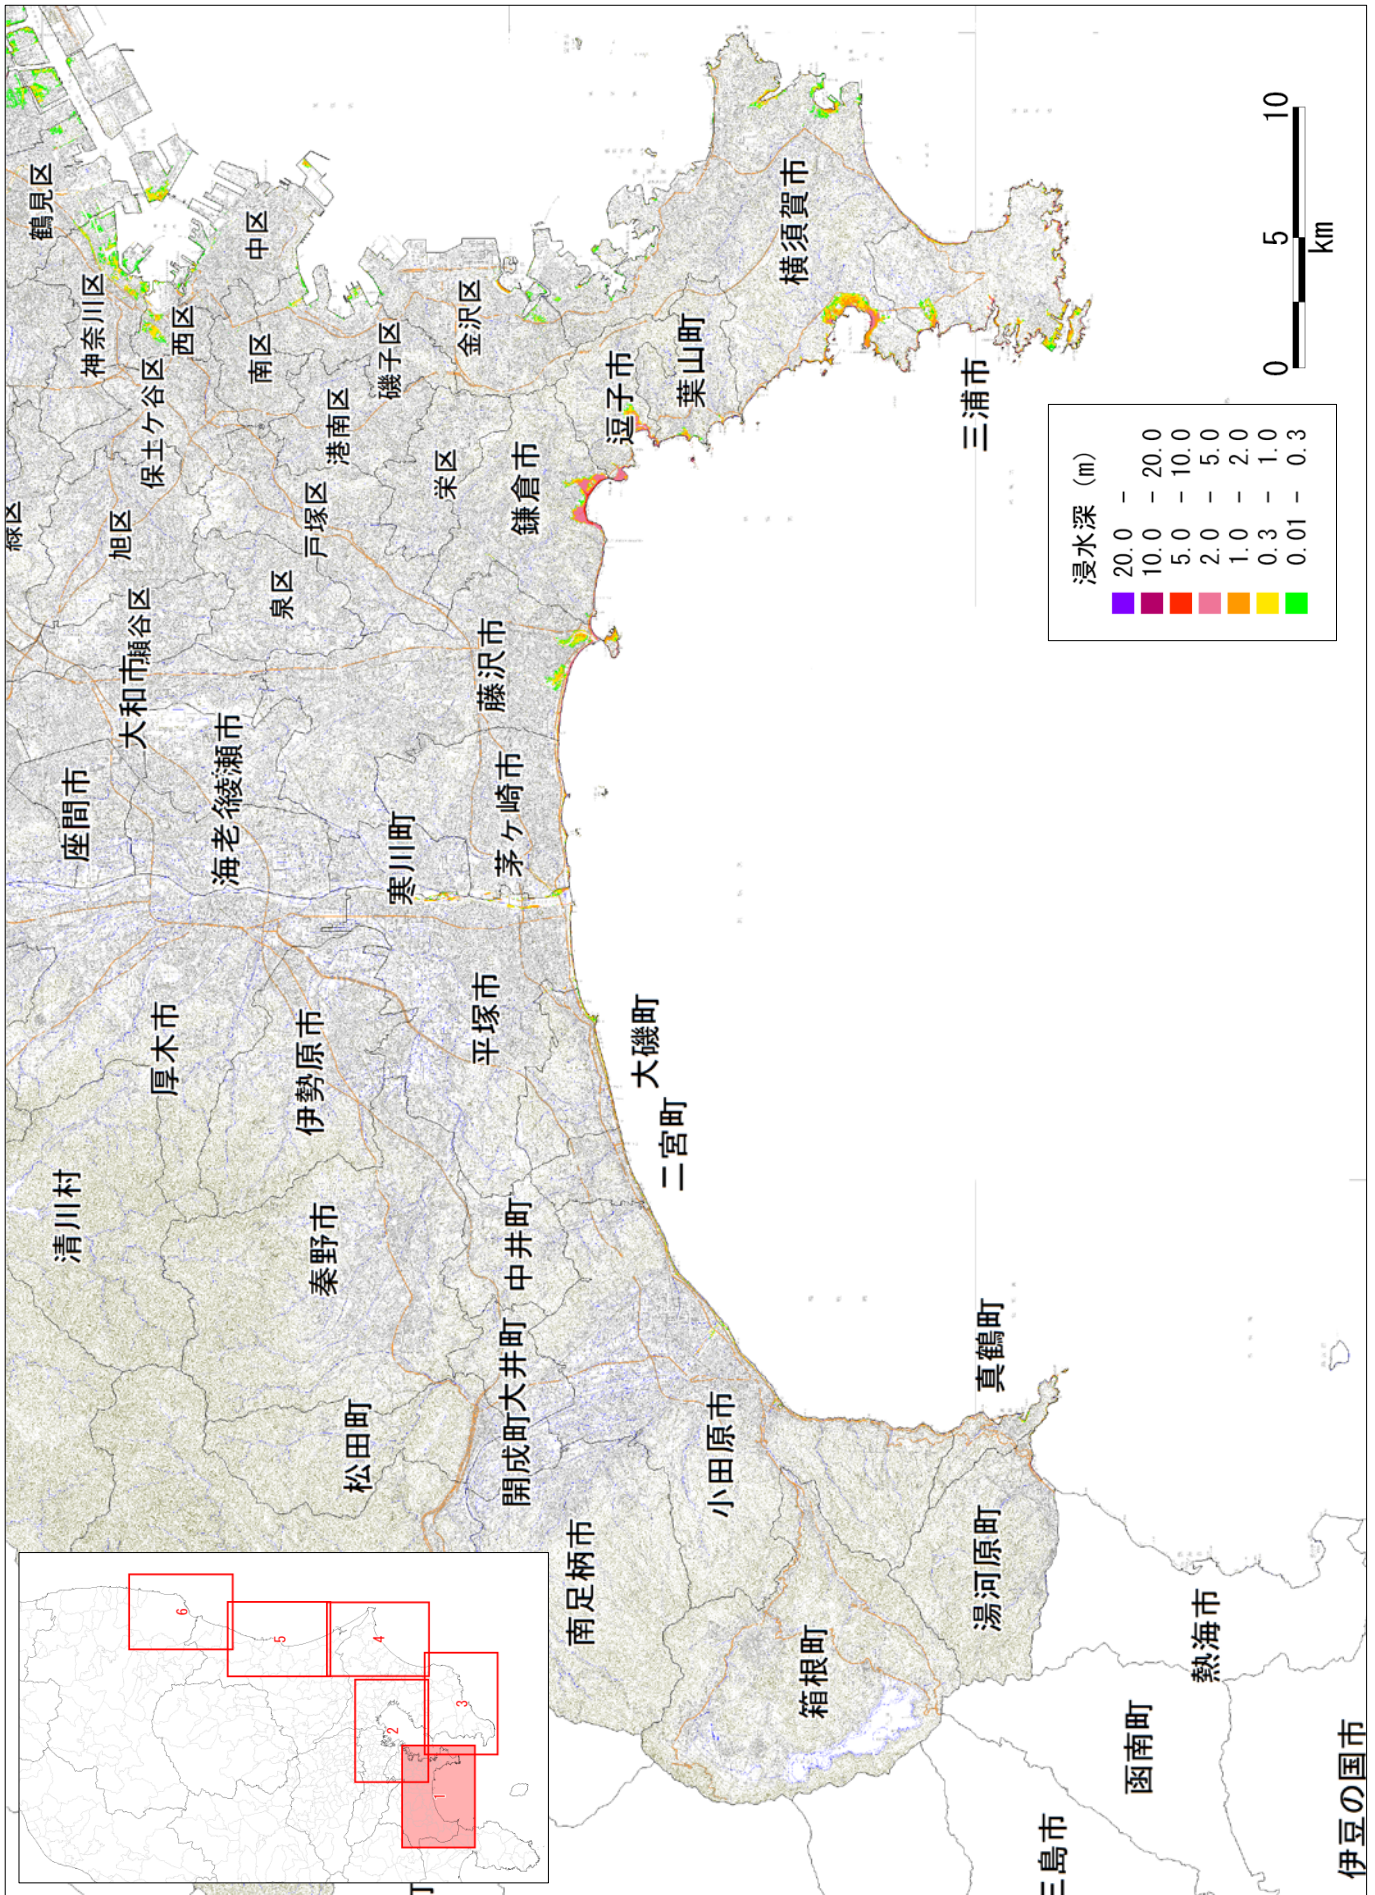 鶴見区
神奈川区
西区
中区
保土ケ谷区
南区
港南区
磯子区
金沢区
緑区
旭区
戸塚区
栄区
泉区
瀬谷区
大和市
座間市
海老名
綾瀬市
寒川町
茅ヶ崎市
藤沢市
鎌倉市
逗子市
葉山町
横須賀市
三浦市
厚木市
伊勢原市
平塚市
大磯町
二宮町
清川村
秦野市
中井町
大井町
開成町
松田町
南足柄市
小田原市
箱根町
真鶴町
湯河原町
熱海市
函南町
三島市
伊豆の国市
町
浸水深 (m)
20.0 -
10.0 - 20.0
5.0 - 10.0
2.0 - 5.0
1.0 - 2.0
0.3 - 1.0
0.01 - 0.3
0 5 10
km
1
2
3
4
5
6